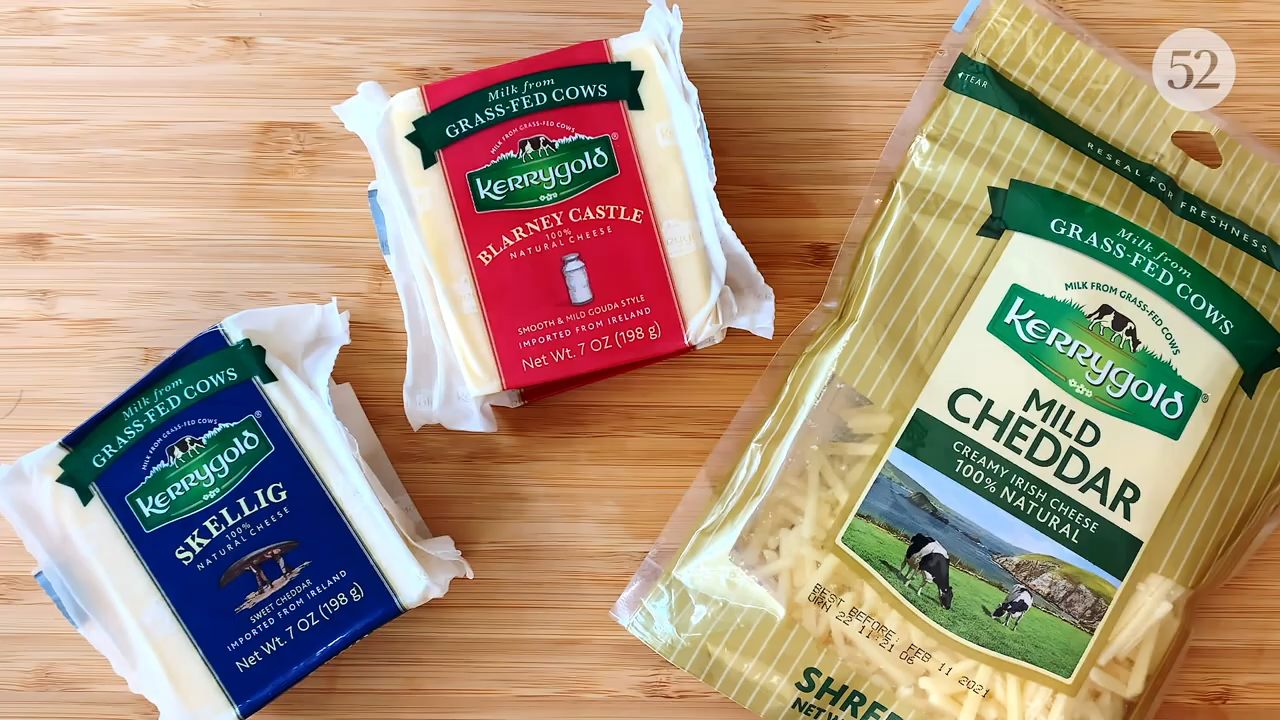 Milk from
GRASS-FED COWS
MILK FROM GRASS-FED COWS
Kerrygold®
BLARNEY CASTLE
100%
NATURAL CHEESE
SMOOTH & MILD GOUDA STYLE
IMPORTED FROM IRELAND
Net Wt. 7 OZ (198 g)
Milk from
GRASS-FED COWS
MILK FROM GRASS-FED COWS
Kerrygold®
SKELLIG
100%
NATURAL CHEESE
SWEET CHEDDAR
IMPORTED FROM IRELAND
Net Wt. 7 OZ (198 g)
52
TEAR
RESEAL FOR FRESHNESS
Milk from
GRASS-FED COWS
MILK FROM GRASS-FED COWS
Kerrygold®
MILD
CHEDDAR
CREAMY IRISH CHEESE
100% NATURAL
BEST BEFORE: FEB 11 2021
22 11:21 06